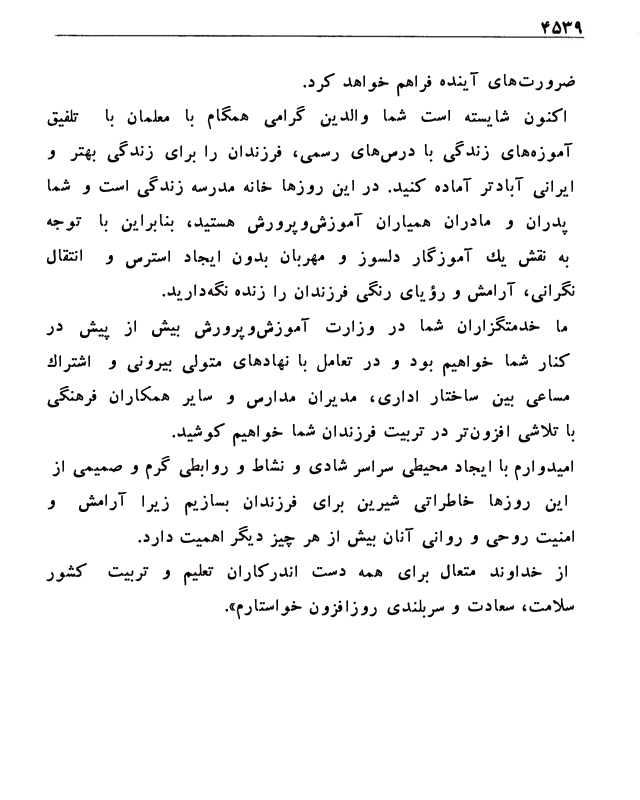 ۴۵۳۹
ضرورت‌های آینده فراهم خواهد کرد.
اکنون شایسته است شما والدین گرامی همگام با معلمان با تلفیق
آموزه‌های زندگی با درس‌های رسمی، فرزندان را برای زندگی بهتر و
ایرانی آبادتر آماده کنید. در این روزها خانه مدرسه زندگی است و شما
پدران و مادران همیاران آموزش‌وپرورش هستید، بنابراین با توجه
به نقش یك آموزگار دلسوز و مهربان بدون ایجاد استرس و انتقال
نگرانی، آرامش و رؤیای رنگی فرزندان را زنده نگه‌دارید.
ما خدمتگزاران شما در وزارت آموزش‌وپرورش بیش از پیش در
کنار شما خواهیم بود و در تعامل با نهادهای متولی بیرونی و اشتراك
مساعی بین ساختار اداری، مدیران مدارس و سایر همکاران فرهنگی
با تلاشی افزون‌تر در تربیت فرزندان شما خواهیم کوشید.
امیدوارم با ایجاد محیطی سراسر شادی و نشاط و روابطی گرم و صمیمی از
این روزها خاطراتی شیرین برای فرزندان بسازیم زیرا آرامش و
امنیت روحی و روانی آنان بیش از هر چیز دیگر اهمیت دارد.
از خداوند متعال برای همه دست اندرکاران تعلیم و تربیت کشور
سلامت، سعادت و سربلندی روزافزون خواستارم».